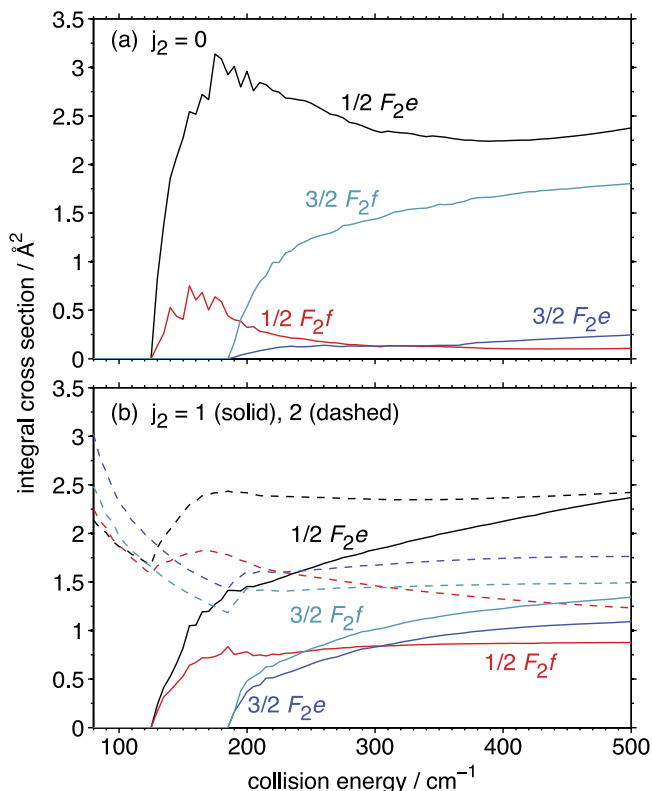 (a) j₂ = 0
3.5
3
2.5
2
1.5
1
0.5
0
1/2 F₂e
3/2 F₂f
1/2 F₂f
3/2 F₂e
integral cross section / Å²
(b) j₂ = 1 (solid), 2 (dashed)
3.5
3
2.5
2
1.5
1
0.5
0
1/2 F₂e
3/2 F₂f
1/2 F₂f
3/2 F₂e
100 200 300 400 500
collision energy / cm⁻¹